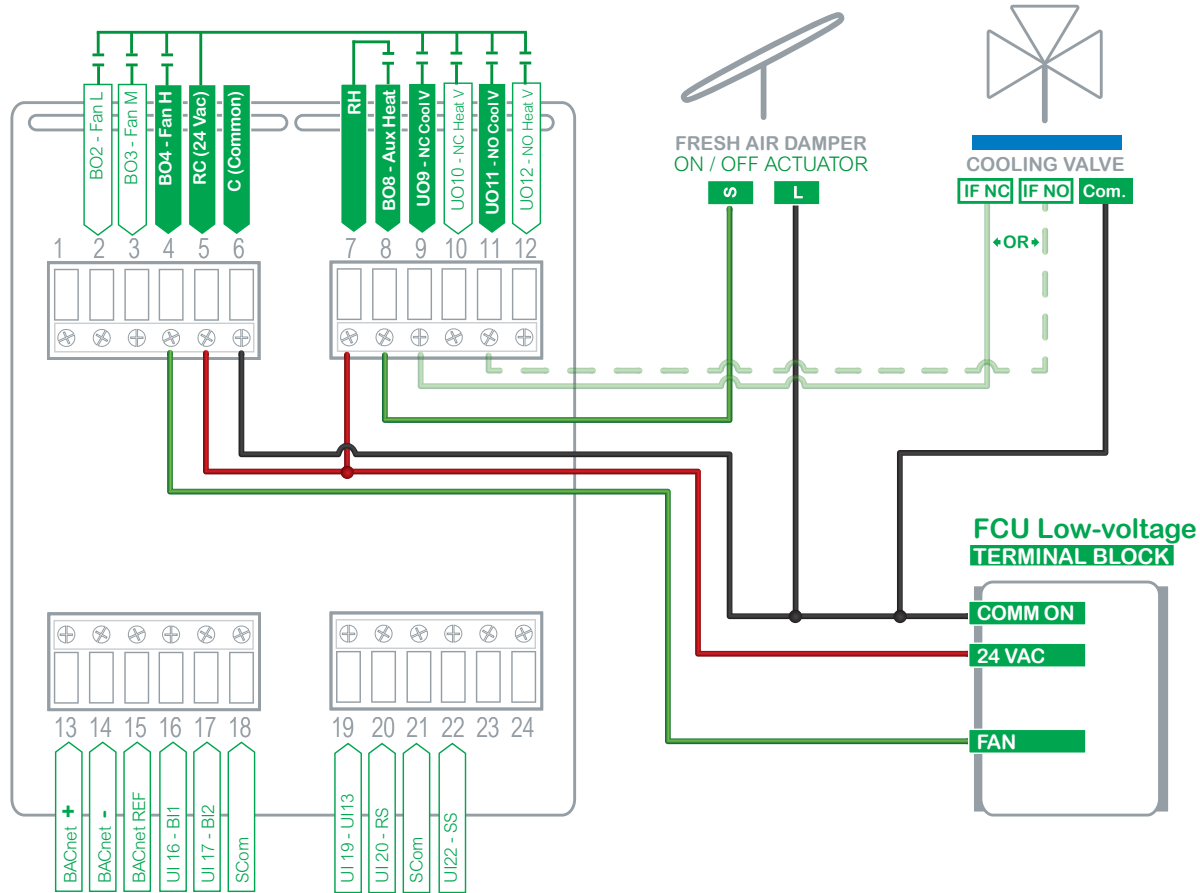 BO2 - Fan L
BO3 - Fan M
BO4 - Fan H
RC (24 Vac)
C (Common)
RH
BO8 - Aux Heat
UO9 - NC Cool V
UO10 - NC Heat V
UO11 - NO Cool V
UO12 - NO Heat V
1 2 3 4 5 6
7 8 9 10 11 12
FRESH AIR DAMPER
ON / OFF ACTUATOR
S
L
COOLING VALVE
IF NC
IF NO
Com.
OR
FCU Low-voltage
TERMINAL BLOCK
COMM ON
24 VAC
FAN
13 14 15 16 17 18
19 20 21 22 23 24
BACnet +
BACnet -
BACnet REF
UI 16 - BI1
UI 17 - BI2
SCom
UI 19 - UI13
UI 20 - RS
SCom
UI22 - SS